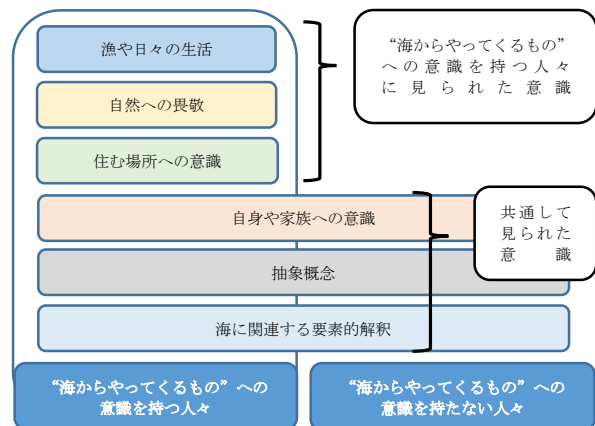 漁や日々の生活
自然への畏敬
住む場所への意識
“海からやってくるもの”
への意識を持つ人々
に見られた意識
自身や家族への意識
抽象概念
海に関連する要素的解釈
共通して
見られた
意識
“海からやってくるもの”への
意識を持つ人々
“海からやってくるもの”への
意識を持たない人々